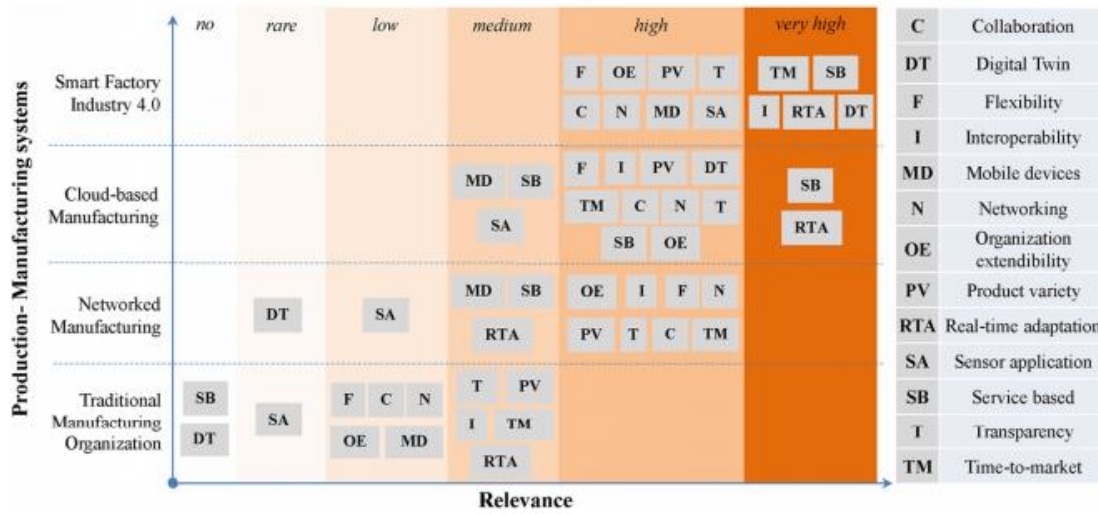 no rare low medium high very high
Production- Manufacturing systems
Smart Factory
Industry 4.0
F OE PV T
C N MD SA
TM SB
I RTA DT
Cloud-based
Manufacturing
MD SB
SA
F I PV DT
TM C N T
SB OE
SB
RTA
Networked
Manufacturing
DT
SA
MD SB
RTA
OE I F N
PV T C TM
Traditional
Manufacturing
Organization
SB
DT
SA
F C N
OE MD
T PV
I TM
RTA
Relevance
C Collaboration
DT Digital Twin
F Flexibility
I Interoperability
MD Mobile devices
N Networking
OE Organization
extendibility
PV Product variety
RTA Real-time adaptation
SA Sensor application
SB Service based
T Transparency
TM Time-to-market